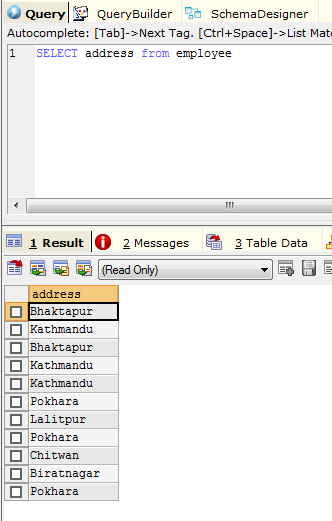 Query QueryBuilder SchemaDesigner
Autocomplete: [Tab]->Next Tag. [Ctrl+Space]->List
1 SELECT address from employee
1 Result 2 Messages 3 Table Data
(Read Only)
address
Bhaktapur
Kathmandu
Bhaktapur
Kathmandu
Kathmandu
Pokhara
Lalitpur
Pokhara
Chitwan
Biratnagar
Pokhara